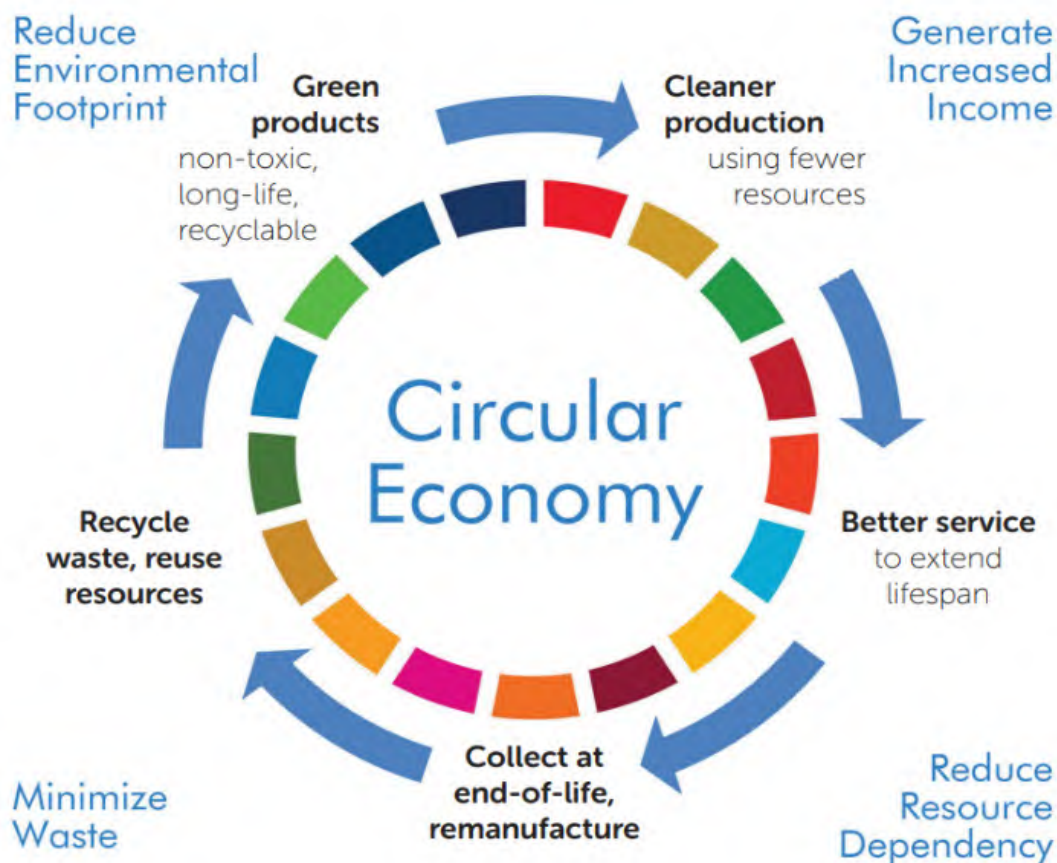 Reduce
Environmental
Footprint
Generate
Increased
Income
Green
products
non-toxic,
long-life,
recyclable
Cleaner
production
using fewer
resources
Circular
Economy
Recycle
waste, reuse
resources
Better service
to extend
lifespan
Collect at
end-of-life,
remanufacture
Minimize
Waste
Reduce
Resource
Dependency